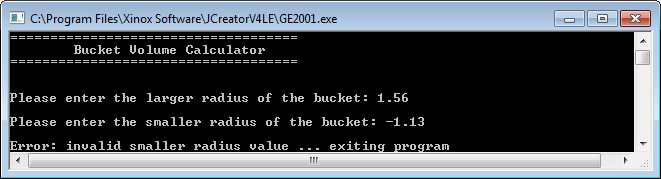 C:\Program Files\Xinox Software\JCreatorV4LE\GE2001.exe
====================================
Bucket Volume Calculator
====================================
Please enter the larger radius of the bucket: 1.56
Please enter the smaller radius of the bucket: -1.13
Error: invalid smaller radius value ... exiting program